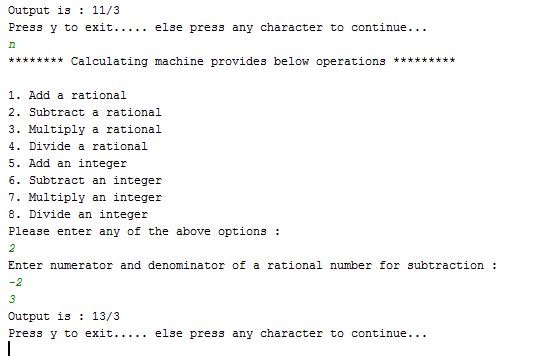 Output is : 11/3
Press y to exit..... else press any character to continue...
n
******** Calculating machine provides below operations *********
1. Add a rational
2. Subtract a rational
3. Multiply a rational
4. Divide a rational
5. Add an integer
6. Subtract an integer
7. Multiply an integer
8. Divide an integer
Please enter any of the above options :
2
Enter numerator and denominator of a rational number for subtraction :
-2
3
Output is : 13/3
Press y to exit..... else press any character to continue...